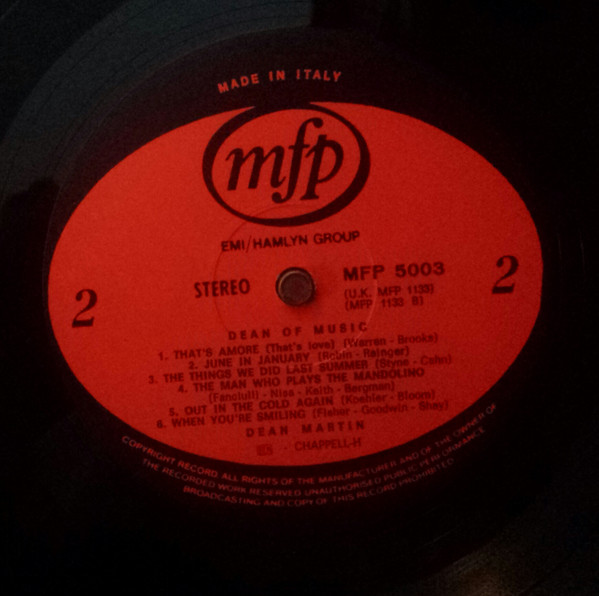 MADE IN ITALY
mfp
EMI/HAMLYN GROUP
STEREO
MFP 5003
(U.K. MFP 1133)
(MFP 1133 B)
2
2
DEAN OF MUSIC
1. THAT'S AMORE (That's love) (Warren - Brooks)
2. JUNE IN JANUARY (Robin - Rainger)
3. THE THINGS WE DID LAST SUMMER (Styne - Cahn)
4. THE MAN WHO PLAYS THE MANDOLINO
(Fanciulli - Nisa - Keith - Bergman)
5. OUT IN THE COLD AGAIN (Koehler - Bloom)
6. WHEN YOU'RE SMILING (Fisher - Goodwin - Shay)
DEAN MARTIN
- CHAPPELL-H
COPYRIGHT RECORD. ALL RIGHTS OF THE MANUFACTURER AND OF THE OWNER OF
THE RECORDED WORK RESERVED UNAUTHORISED PUBLIC PERFORMANCE
BROADCASTING AND COPY OF THIS RECORD PROHIBITED